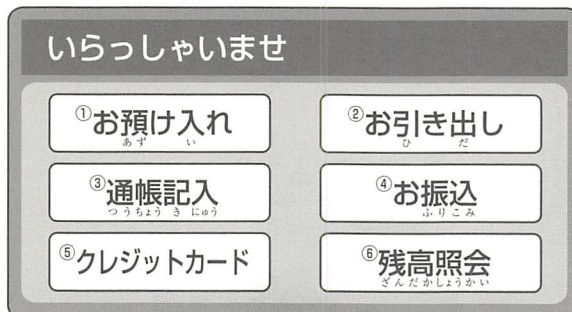 いらっしゃいませ
①お預け入れ
あず い
②お引き出し
ひ だ
③通帳記入
つうちょう き にゅう
④お振込
ふりこみ
⑤クレジットカード
⑥残高照会
ざんだかしょうかい